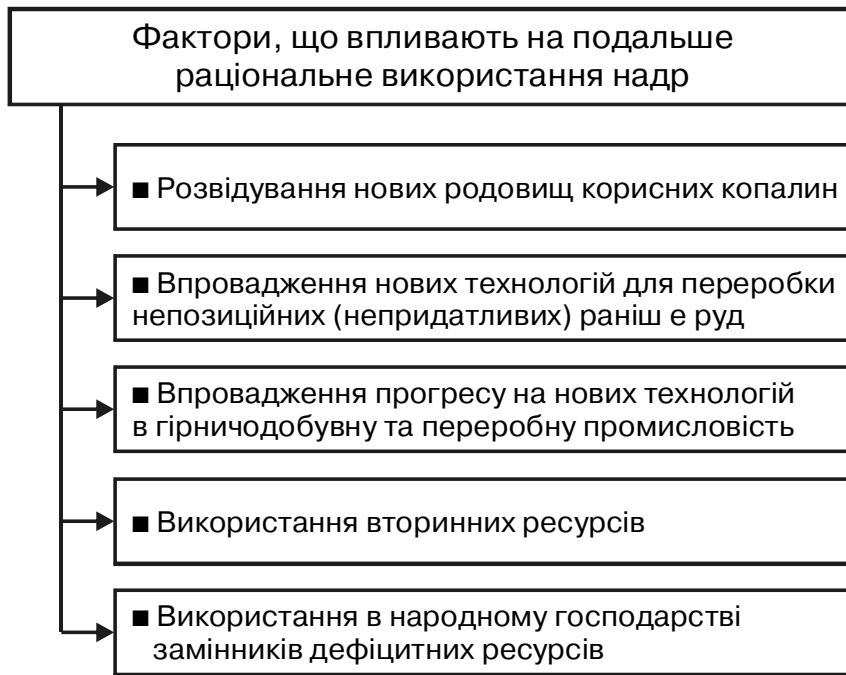 Фактори, що впливають на подальше
раціональне використання надр
■ Розвідування нових родовищ корисних копалин
■ Впровадження нових технологій для переробки
непозиційних (непридатливих) раніш е руд
■ Впровадження прогресу на нових технологій
в гірничодобувну та переробну промисловість
■ Використання вторинних ресурсів
■ Використання в народному господарстві
замінників дефіцитних ресурсів